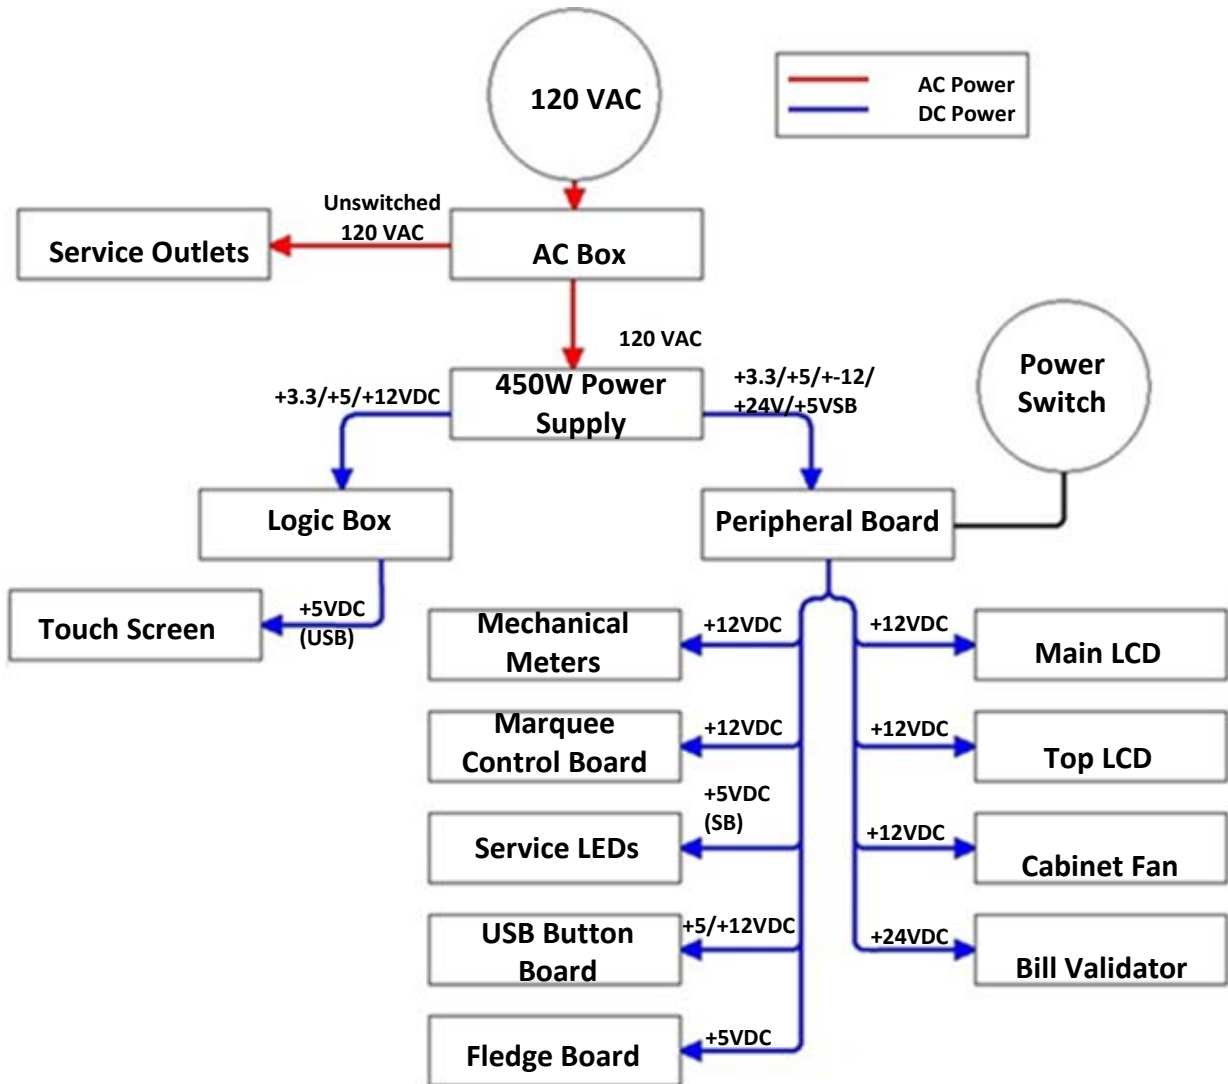 120 VAC
AC Power
DC Power
Unswitched
120 VAC
Service Outlets
AC Box
120 VAC
+3.3/+5/+12VDC
450W Power
Supply
+3.3/+5/+-12/
+24V/+5VSB
Power
Switch
Logic Box
Peripheral Board
Touch Screen
+5VDC
(USB)
Mechanical
Meters
+12VDC
+12VDC
Main LCD
Marquee
Control Board
+12VDC
+12VDC
Top LCD
Service LEDs
+5VDC
(SB)
+12VDC
Cabinet Fan
USB Button
Board
+5/+12VDC
+24VDC
Bill Validator
Fledge Board
+5VDC